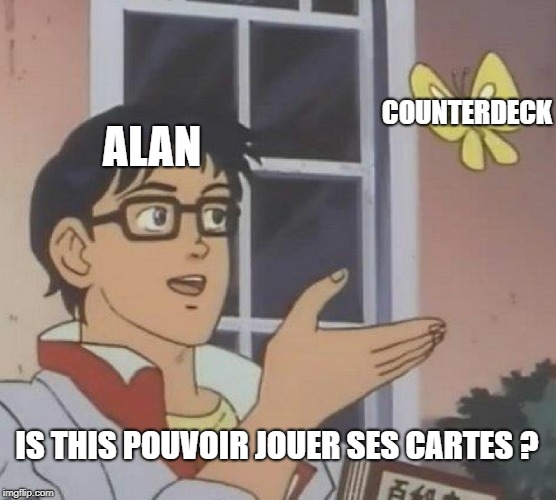 COUNTERDECK
ALAN
IS THIS POUVOIR JOUER SES CARTES ?
imgflip.com